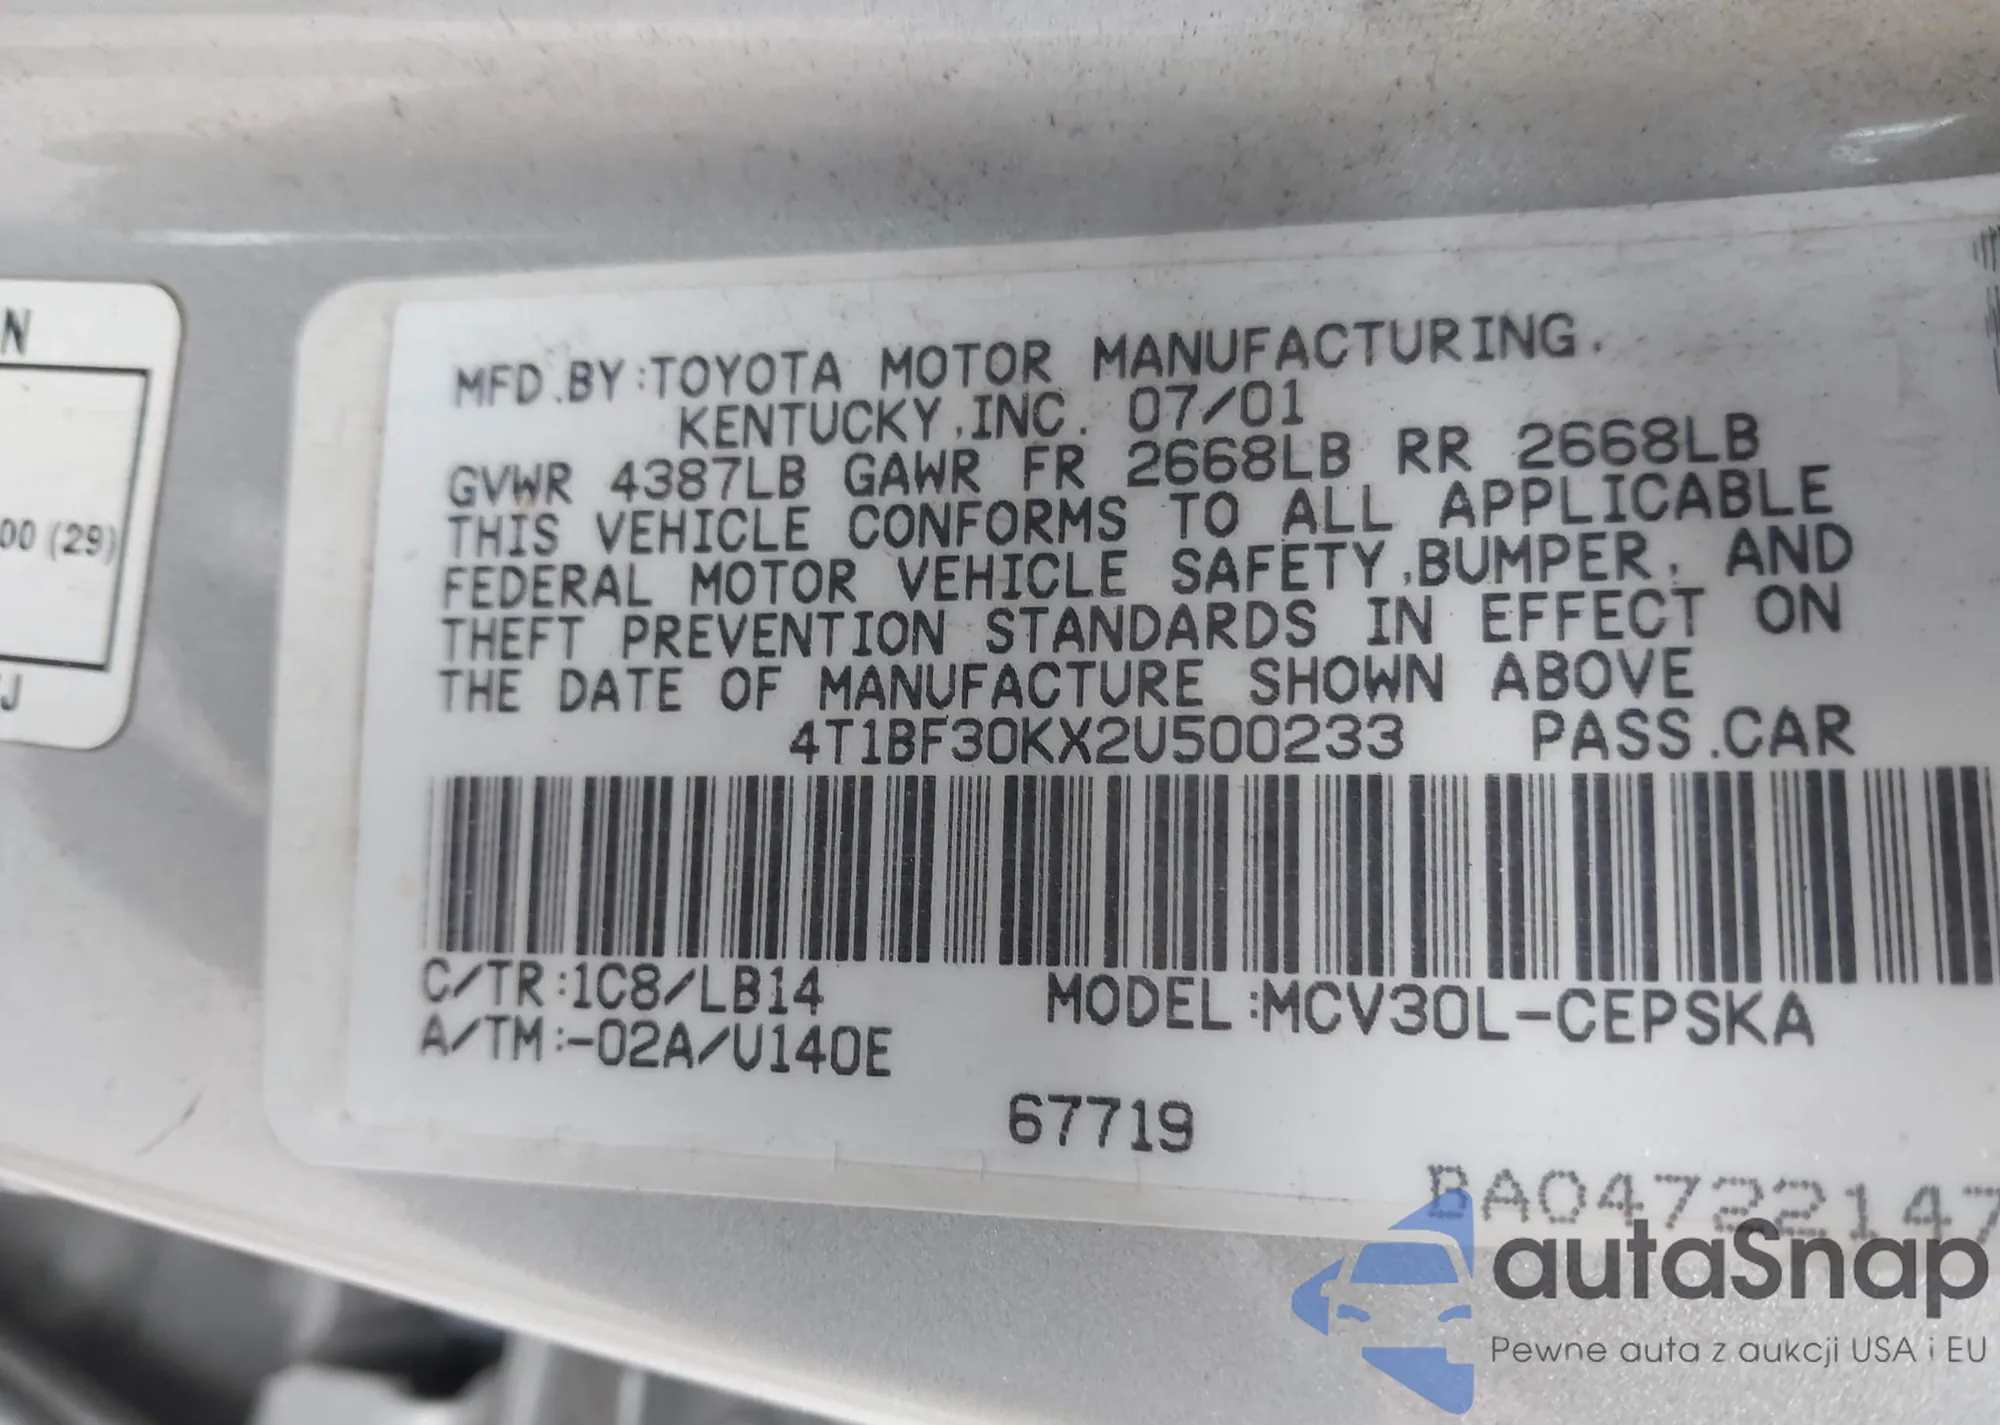 N
00 (29)
J
MFD.BY:TOYOTA MOTOR MANUFACTURING,
KENTUCKY,INC. 07/01
GVWR 4387LB GAWR FR 2668LB RR 2668LB
THIS VEHICLE CONFORMS TO ALL APPLICABLE
FEDERAL MOTOR VEHICLE SAFETY,BUMPER, AND
THEFT PREVENTION STANDARDS IN EFFECT ON
THE DATE OF MANUFACTURE SHOWN ABOVE
4T1BF30KX2U500233 PASS.CAR
C/TR:1C8/LB14 MODEL:MCV30L-CEPSKA
A/TM:-02A/U140E
67719
BA04722147
autaSnap
Pewne auta z aukcji USA i EU